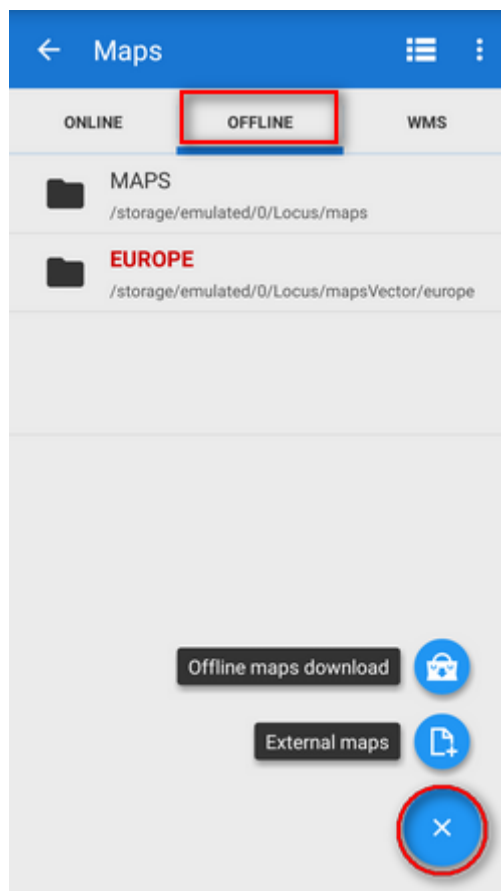 Maps
ONLINE OFFLINE WMS
MAPS
/storage/emulated/0/Locus/maps
EUROPE
/storage/emulated/0/Locus/mapsVector/europe
Offline maps download
External maps